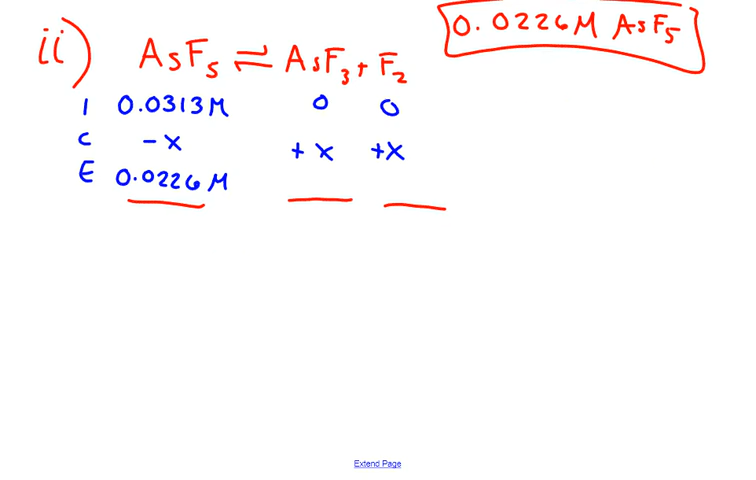 0.0226M AsF5
ii) AsF5 ⇌ AsF3 + F2
I 0.0313M 0 0
C -x +x +x
E 0.0226M
Extend Page